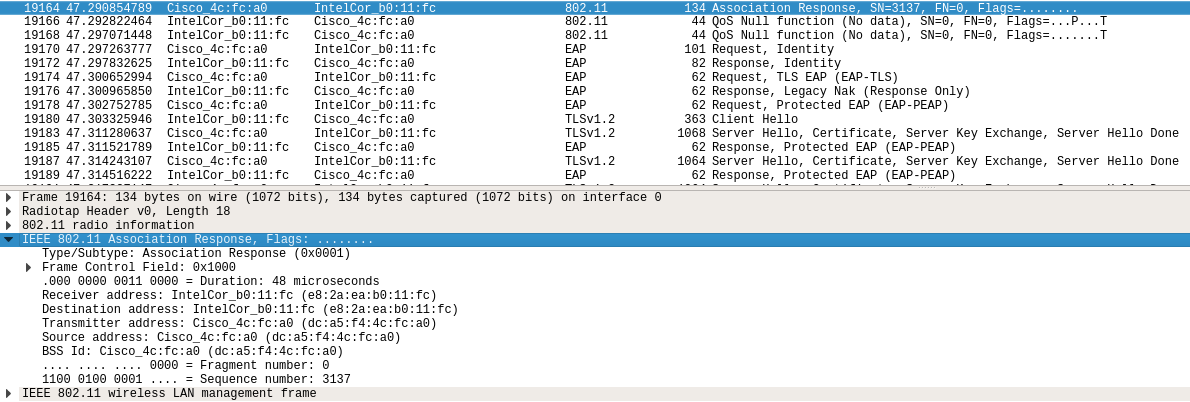 19164 47.290854789 Cisco_4c:fc:a0 IntelCor_b0:11:fc 802.11 134 Association Response, SN=3137, FN=0, Flags=........
19166 47.292822464 IntelCor_b0:11:fc Cisco_4c:fc:a0 802.11 44 QoS Null function (No data), SN=0, FN=0, Flags=...P...T
19168 47.297071448 IntelCor_b0:11:fc Cisco_4c:fc:a0 802.11 44 QoS Null function (No data), SN=0, FN=0, Flags=.......T
19170 47.297263777 Cisco_4c:fc:a0 IntelCor_b0:11:fc EAP 101 Request, Identity
19172 47.297832625 IntelCor_b0:11:fc Cisco_4c:fc:a0 EAP 82 Response, Identity
19174 47.300652994 Cisco_4c:fc:a0 IntelCor_b0:11:fc EAP 62 Request, TLS EAP (EAP-TLS)
19176 47.300965850 IntelCor_b0:11:fc Cisco_4c:fc:a0 EAP 62 Response, Legacy Nak (Response Only)
19178 47.302752785 Cisco_4c:fc:a0 IntelCor_b0:11:fc EAP 62 Request, Protected EAP (EAP-PEAP)
19180 47.303325946 IntelCor_b0:11:fc Cisco_4c:fc:a0 TLSv1.2 363 Client Hello
19183 47.311280637 Cisco_4c:fc:a0 IntelCor_b0:11:fc TLSv1.2 1068 Server Hello, Certificate, Server Key Exchange, Server Hello Done
19185 47.311521789 IntelCor_b0:11:fc Cisco_4c:fc:a0 EAP 62 Response, Protected EAP (EAP-PEAP)
19187 47.314243107 Cisco_4c:fc:a0 IntelCor_b0:11:fc TLSv1.2 1064 Server Hello, Certificate, Server Key Exchange, Server Hello Done
19189 47.314516222 IntelCor_b0:11:fc Cisco_4c:fc:a0 EAP 62 Response, Protected EAP (EAP-PEAP)
Frame 19164: 134 bytes on wire (1072 bits), 134 bytes captured (1072 bits) on interface 0
Radiotap Header v0, Length 18
802.11 radio information
IEEE 802.11 Association Response, Flags: ........
Type/Subtype: Association Response (0x0001)
Frame Control Field: 0x1000
.000 0000 0011 0000 = Duration: 48 microseconds
Receiver address: IntelCor_b0:11:fc (e8:2a:ea:b0:11:fc)
Destination address: IntelCor_b0:11:fc (e8:2a:ea:b0:11:fc)
Transmitter address: Cisco_4c:fc:a0 (dc:a5:f4:4c:fc:a0)
Source address: Cisco_4c:fc:a0 (dc:a5:f4:4c:fc:a0)
BSS Id: Cisco_4c:fc:a0 (dc:a5:f4:4c:fc:a0)
.... .... .... 0000 = Fragment number: 0
1100 0100 0001 .... = Sequence number: 3137
IEEE 802.11 wireless LAN management frame